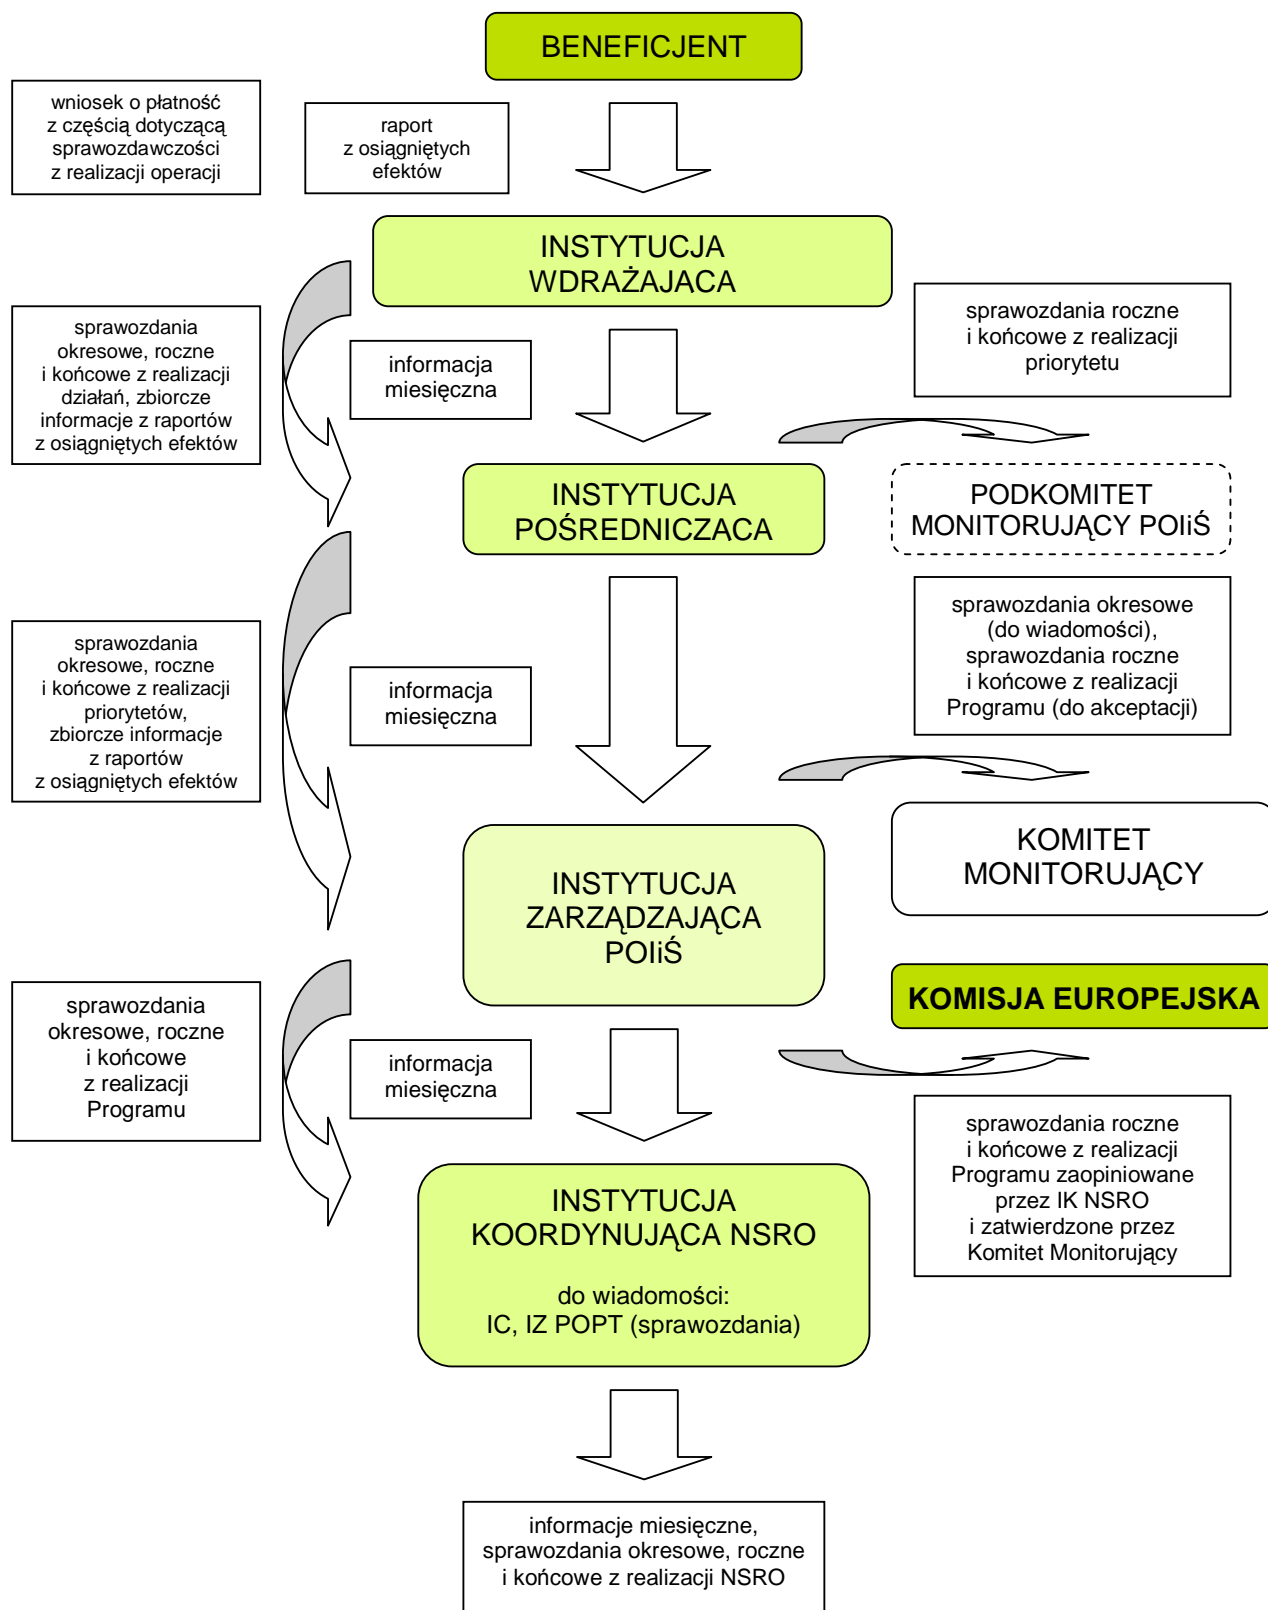 BENEFICJENT
wniosek o płatność
z częścią dotyczącą
sprawozdawczości
z realizacji operacji
raport
z osiągniętych
efektów
INSTYTUCJA
WDRAŻAJACA
sprawozdania
okresowe, roczne
i końcowe z realizacji
działań, zbiorcze
informacje z raportów
z osiągniętych efektów
informacja
miesięczna
sprawozdania roczne
i końcowe z realizacji
priorytetu
INSTYTUCJA
POŚREDNICZĄCA
PODKOMITET
MONITORUJĄCY POIiŚ
sprawozdania okresowe
(do wiadomości),
sprawozdania roczne
i końcowe z realizacji
Programu (do akceptacji)
sprawozdania
okresowe, roczne
i końcowe z realizacji
priorytetów,
zbiorcze informacje
z raportów
z osiągniętych efektów
informacja
miesięczna
KOMITET
MONITORUJĄCY
INSTYTUCJA
ZARZĄDZAJĄCA
POIiŚ
KOMISJA EUROPEJSKA
sprawozdania
okresowe, roczne
i końcowe
z realizacji
Programu
informacja
miesięczna
sprawozdania roczne
i końcowe z realizacji
Programu zaopiniowane
przez IK NSRO
i zatwierdzone przez
Komitet Monitorujący
INSTYTUCJA
KOORDYNUJĄCA NSRO
do wiadomości:
IC, IZ POPT (sprawozdania)
informacje miesięczne,
sprawozdania okresowe, roczne
i końcowe z realizacji NSRO